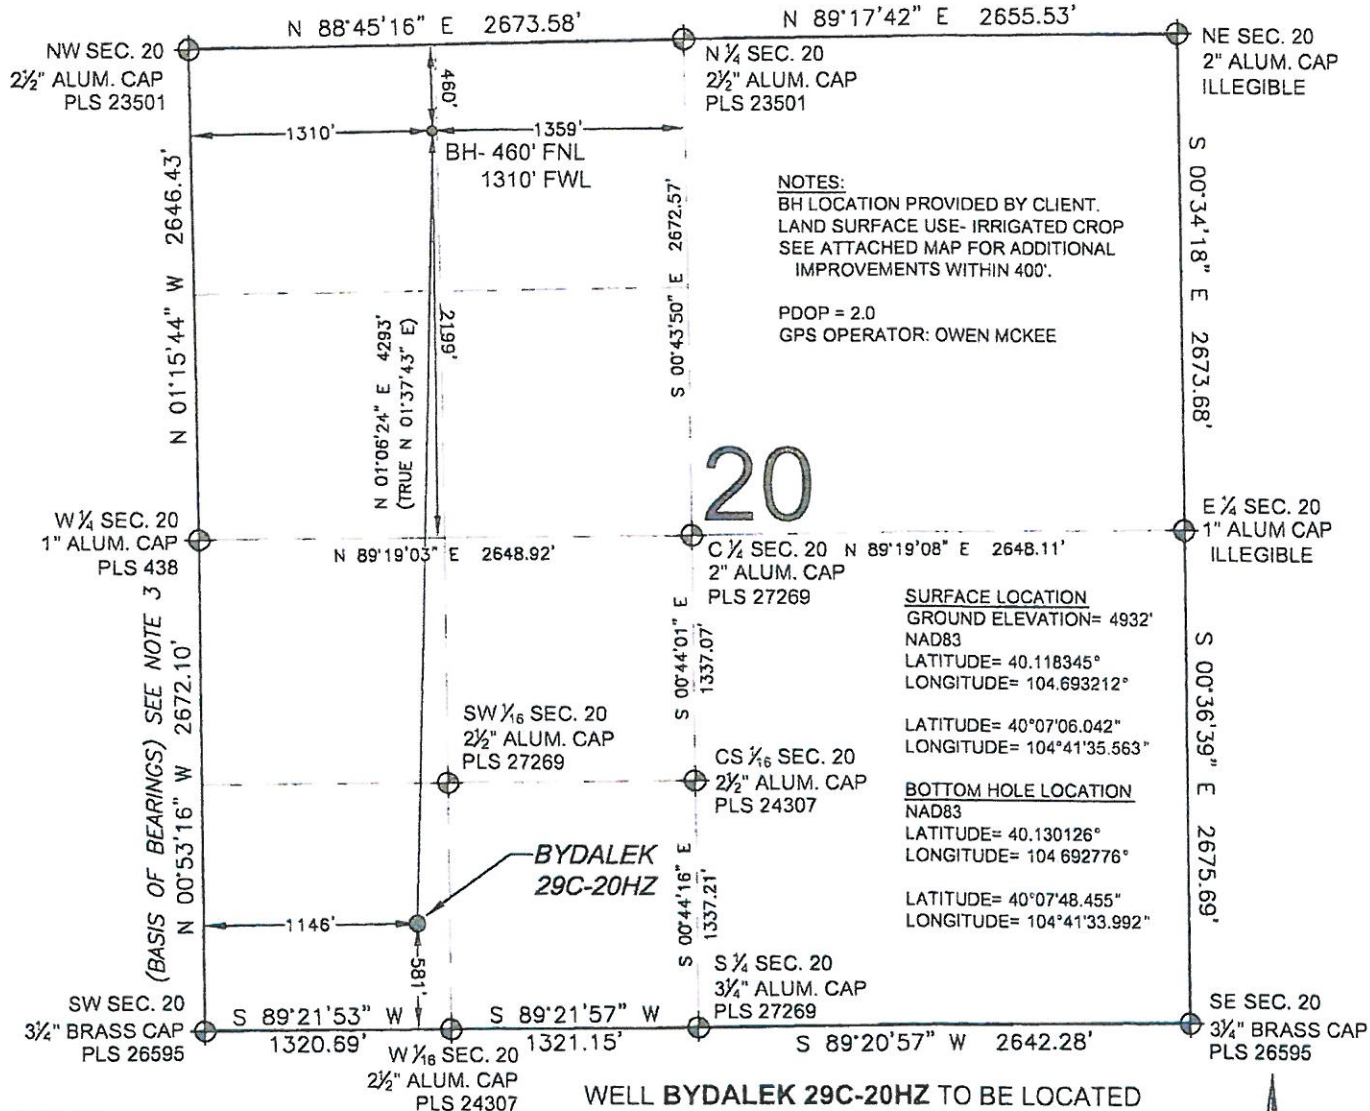 N 88°45'16" E 2673.58'
N 89°17'42" E 2655.53'
NW SEC. 20
2½" ALUM. CAP
PLS 23501
N ¼ SEC. 20
2½" ALUM. CAP
PLS 23501
NE SEC. 20
2" ALUM. CAP
ILLEGIBLE
460'
1310'
1359'
BH- 460' FNL
1310' FWL
N 01°15'44" W 2646.43'
S 00°43'50" E 2672.57'
S 00°34'18" E 2673.68'
NOTES:
BH LOCATION PROVIDED BY CLIENT.
LAND SURFACE USE- IRRIGATED CROP
SEE ATTACHED MAP FOR ADDITIONAL
IMPROVEMENTS WITHIN 400'.
PDOP = 2.0
GPS OPERATOR: OWEN MCKEE
N 01°06'24" E 4293'
(TRUE N 01°37'43" E)
2199'
20
W ¼ SEC. 20
1" ALUM. CAP
PLS 438
N 89°19'03" E 2648.92'
C ¼ SEC. 20
2" ALUM. CAP
PLS 27269
N 89°19'08" E 2648.11'
E ¼ SEC. 20
1" ALUM CAP
ILLEGIBLE
(BASIS OF BEARINGS) SEE NOTE 3
N 00°53'16" W 2672.10'
S 00°44'01" E
1337.07'
SURFACE LOCATION
GROUND ELEVATION= 4932'
NAD83
LATITUDE= 40.118345°
LONGITUDE= 104.693212°
LATITUDE= 40°07'06.042"
LONGITUDE= 104°41'35.563"
S 00°36'39" E 2675.69'
SW 1/16 SEC. 20
2½" ALUM. CAP
PLS 27269
CS 1/16 SEC. 20
2½" ALUM. CAP
PLS 24307
BOTTOM HOLE LOCATION
NAD83
LATITUDE= 40.130126°
LONGITUDE= 104 692776°
LATITUDE= 40°07'48.455"
LONGITUDE= 104°41'33.992"
BYDALEK
29C-20HZ
1146'
581'
S 00°44'16" E
1337.21'
SW SEC. 20
3¼" BRASS CAP
PLS 26595
S 89°21'53" W
1320.69'
W 1/16 SEC. 20
2½" ALUM. CAP
PLS 24307
S 89°21'57" W
1321.15'
S ¼ SEC. 20
3¼" ALUM. CAP
PLS 27269
S 89°20'57" W 2642.28'
SE SEC. 20
3¼" BRASS CAP
PLS 26595
WELL BYDALEK 29C-20HZ TO BE LOCATED